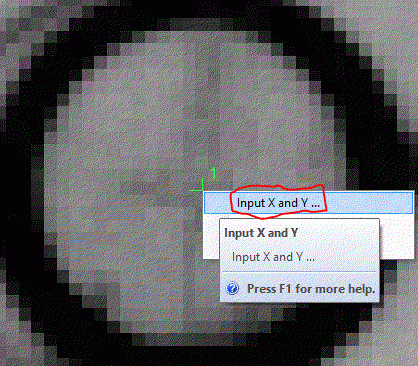 1
Input X and Y ...
Input X and Y
Input X and Y ...
Press F1 for more help.